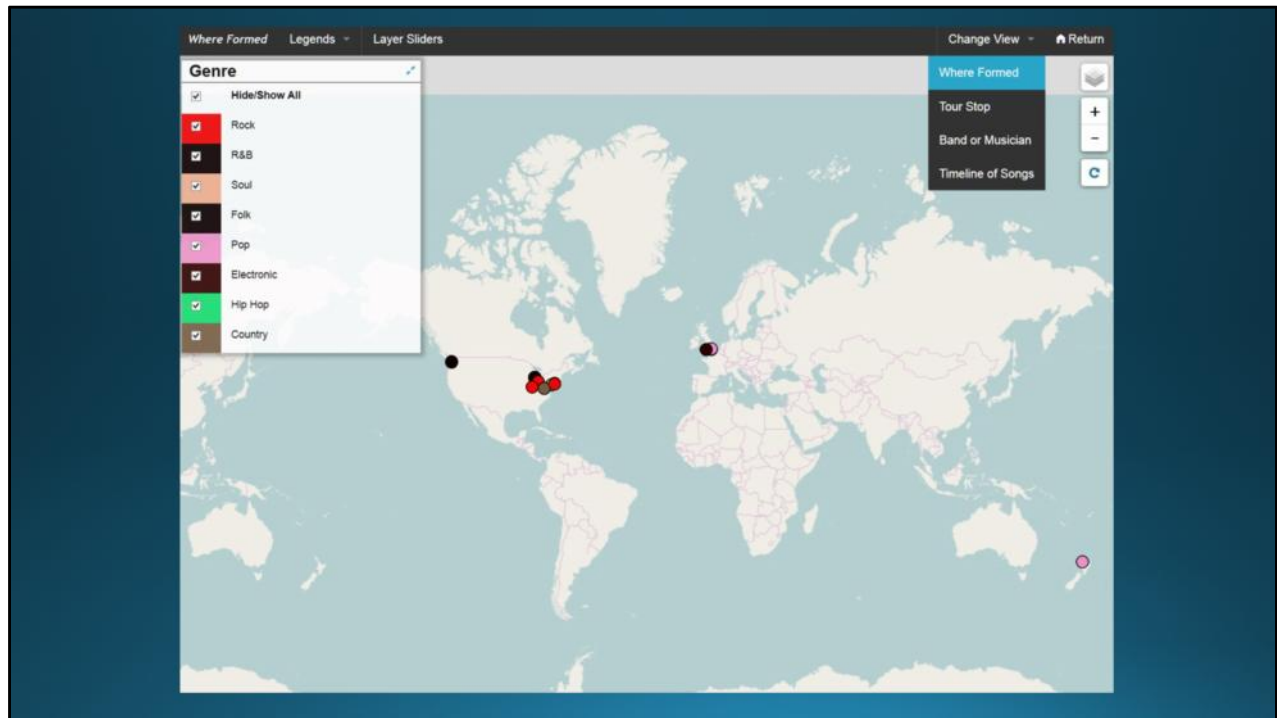 Where Formed Legends Layer Sliders Change View Return
Genre
Hide/Show All
Rock
R&B
Soul
Folk
Pop
Electronic
Hip Hop
Country
Where Formed
Tour Stop
Band or Musician
Timeline of Songs
+
-